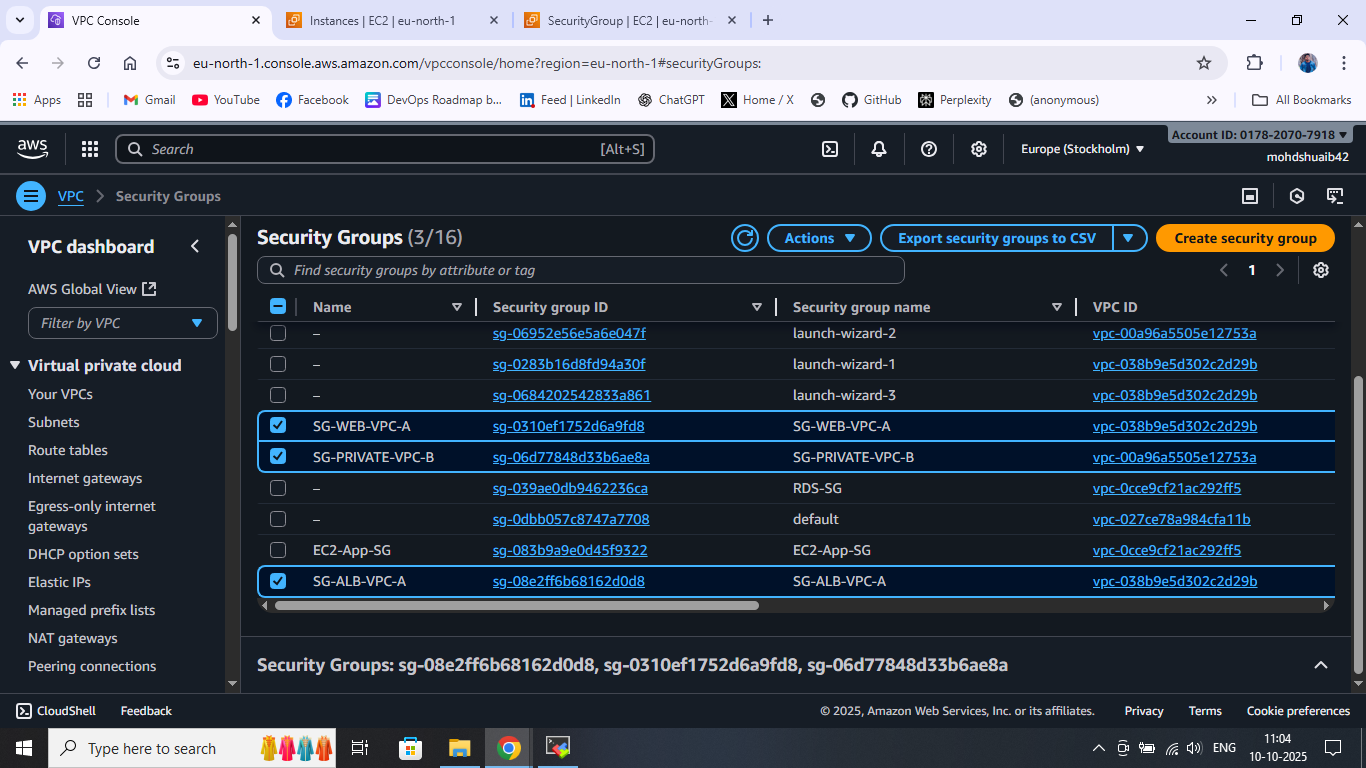 VPC Console
Instances | EC2 | eu-north-1
SecurityGroup | EC2 | eu-north-
eu-north-1.console.aws.amazon.com/vpcconsole/home?region=eu-north-1#securityGroups:
Apps
Gmail
YouTube
Facebook
DevOps Roadmap b...
Feed | LinkedIn
ChatGPT
Home / X
GitHub
Perplexity
(anonymous)
All Bookmarks
aws
Search
[Alt+S]
Europe (Stockholm)
Account ID: 0178-2070-7918
mohdshuaib42
VPC
Security Groups
VPC dashboard
AWS Global View
Filter by VPC
Virtual private cloud
Your VPCs
Subnets
Route tables
Internet gateways
Egress-only internet
gateways
DHCP option sets
Elastic IPs
Managed prefix lists
NAT gateways
Peering connections
Security Groups (3/16)
Actions
Export security groups to CSV
Create security group
Find security groups by attribute or tag
1
Name Security group ID Security group name VPC ID
– sg-06952e56e5a6e047f launch-wizard-2 vpc-00a96a5505e12753a
– sg-0283b16d8fd94a30f launch-wizard-1 vpc-038b9e5d302c2d29b
– sg-0684202542833a861 launch-wizard-3 vpc-038b9e5d302c2d29b
SG-WEB-VPC-A sg-0310ef1752d6a9fd8 SG-WEB-VPC-A vpc-038b9e5d302c2d29b
SG-PRIVATE-VPC-B sg-06d77848d33b6ae8a SG-PRIVATE-VPC-B vpc-00a96a5505e12753a
– sg-039ae0db9462236ca RDS-SG vpc-0cce9cf21ac292ff5
– sg-0dbb057c8747a7708 default vpc-027ce78a984cfa11b
EC2-App-SG sg-083b9a9e0d45f9322 EC2-App-SG vpc-0cce9cf21ac292ff5
SG-ALB-VPC-A sg-08e2ff6b68162d0d8 SG-ALB-VPC-A vpc-038b9e5d302c2d29b
Security Groups: sg-08e2ff6b68162d0d8, sg-0310ef1752d6a9fd8, sg-06d77848d33b6ae8a
CloudShell
Feedback
© 2025, Amazon Web Services, Inc. or its affiliates.
Privacy
Terms
Cookie preferences
Type here to search
ENG
11:04
10-10-2025